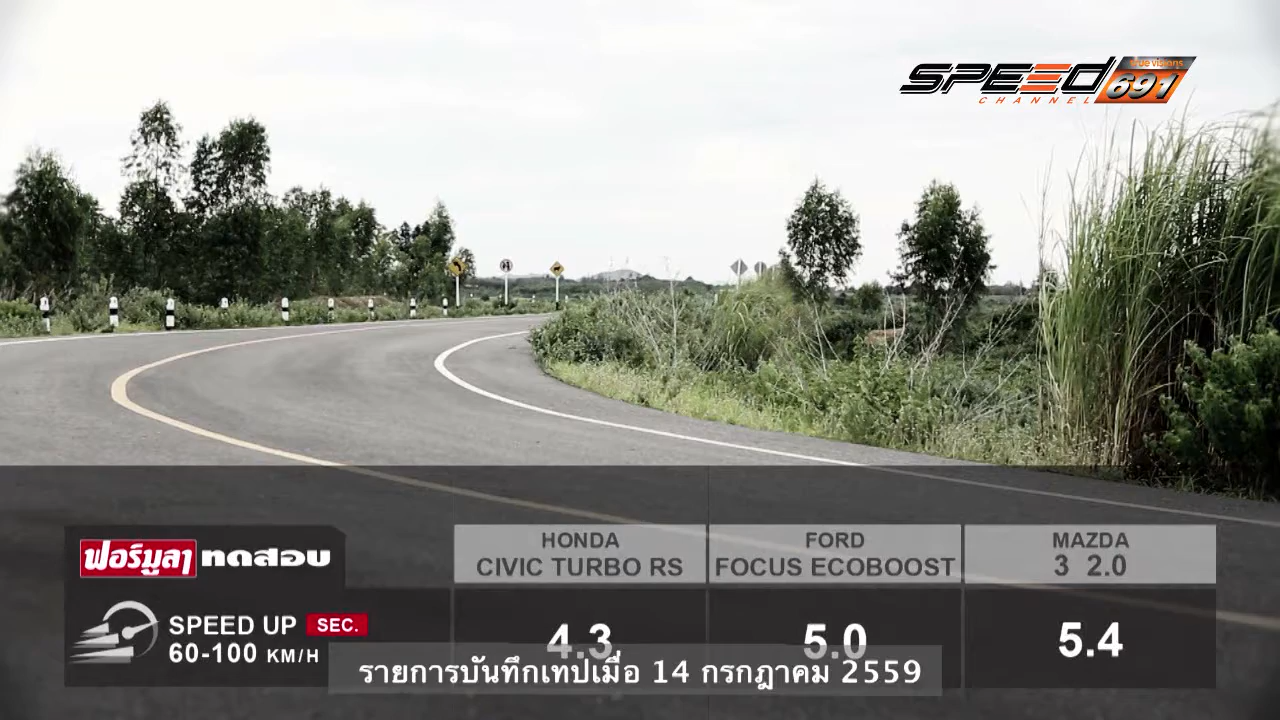 SPEED
true visions
CHANNEL
691
ฟอร์มูลา ทดสอบ
SPEED UP SEC.
60-100 KM/H
HONDA
CIVIC TURBO RS
4.3
FORD
FOCUS ECOBOOST
5.0
MAZDA
3 2.0
5.4
รายการบันทึกเทปเมื่อ 14 กรกฎาคม 2559